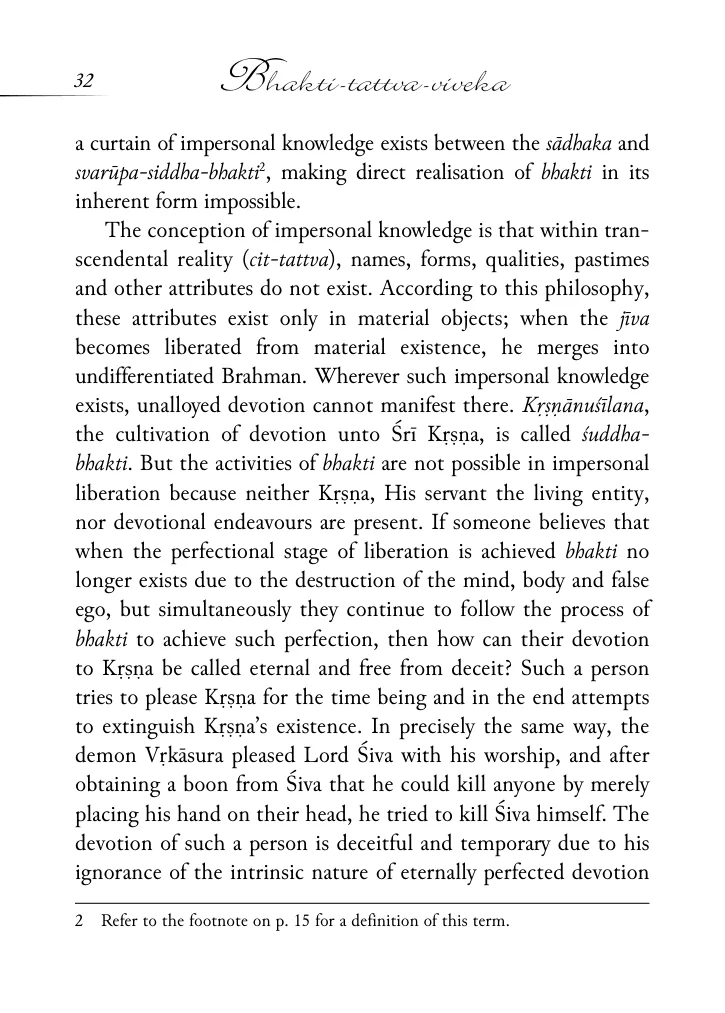 32
Bhakti-tattva-viveka
a curtain of impersonal knowledge exists between the sādhaka and
svarūpa-siddha-bhakti², making direct realisation of bhakti in its
inherent form impossible.
The conception of impersonal knowledge is that within tran-
scendental reality (cit-tattva), names, forms, qualities, pastimes
and other attributes do not exist. According to this philosophy,
these attributes exist only in material objects; when the jīva
becomes liberated from material existence, he merges into
undifferentiated Brahman. Wherever such impersonal knowledge
exists, unalloyed devotion cannot manifest there. Kṛṣṇānuśīlana,
the cultivation of devotion unto Śrī Kṛṣṇa, is called śuddha-
bhakti. But the activities of bhakti are not possible in impersonal
liberation because neither Kṛṣṇa, His servant the living entity,
nor devotional endeavours are present. If someone believes that
when the perfectional stage of liberation is achieved bhakti no
longer exists due to the destruction of the mind, body and false
ego, but simultaneously they continue to follow the process of
bhakti to achieve such perfection, then how can their devotion
to Kṛṣṇa be called eternal and free from deceit? Such a person
tries to please Kṛṣṇa for the time being and in the end attempts
to extinguish Kṛṣṇa’s existence. In precisely the same way, the
demon Vṛkāsura pleased Lord Śiva with his worship, and after
obtaining a boon from Śiva that he could kill anyone by merely
placing his hand on their head, he tried to kill Śiva himself. The
devotion of such a person is deceitful and temporary due to his
ignorance of the intrinsic nature of eternally perfected devotion
2 Refer to the footnote on p. 15 for a definition of this term.